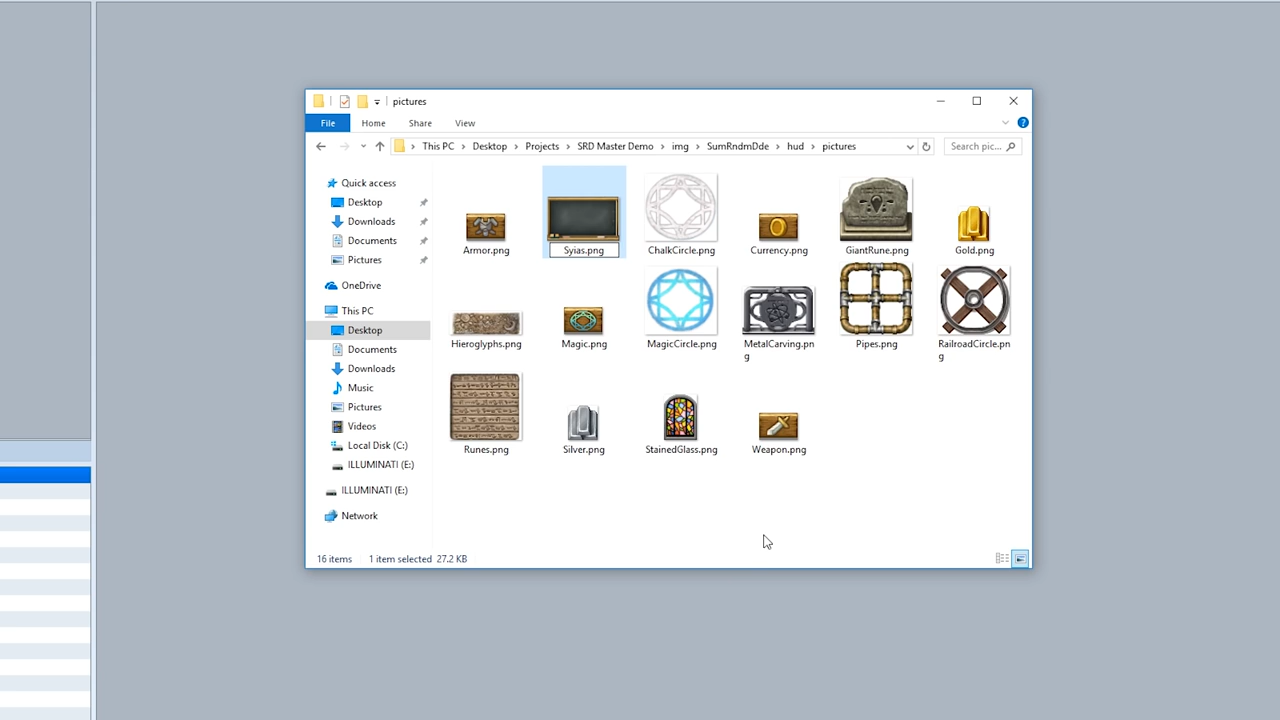 pictures
File Home Share View
This PC Desktop Projects SRD Master Demo img SumRndmDde hud pictures Search pic...
Quick access
Desktop
Downloads
Documents
Pictures
OneDrive
This PC
Desktop
Documents
Downloads
Music
Pictures
Videos
Local Disk (C:)
ILLUMINATI (E:)
ILLUMINATI (E:)
Network
Armor.png Syias.png ChalkCircle.png Currency.png GiantRune.png Gold.png
Hieroglyphs.png Magic.png MagicCircle.png MetalCarving.pn Pipes.png RailroadCircle.pn
g g
Runes.png Silver.png StainedGlass.png Weapon.png
16 items 1 item selected 27.2 KB